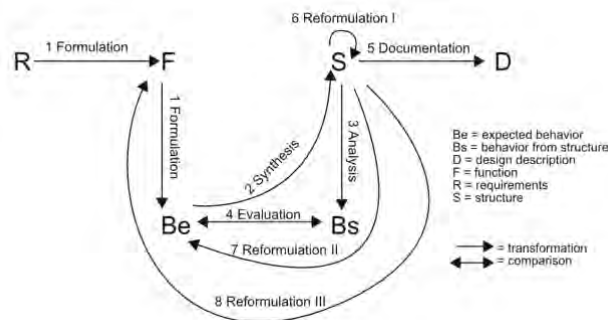 6 Reformulation I
1 Formulation
5 Documentation
R
F
S
D
1 Formulation
2 Synthesis
3 Analysis
Be = expected behavior
Bs = behavior from structure
D = design description
F = function
R = requirements
S = structure
Be
4 Evaluation
Bs
7 Reformulation II
= transformation
= comparison
8 Reformulation III